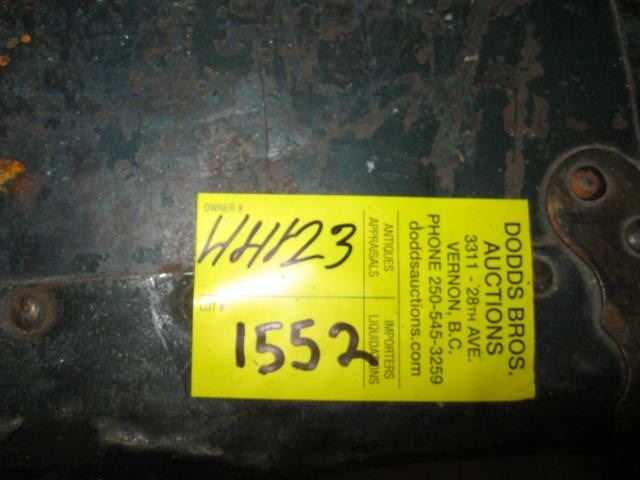 OWNER #
44123
LOT #
1552
ANTIQUES
APPRAISALS
IMPORTERS
LIQUIDATIONS
DODDS BROS.
AUCTIONS
3311 - 28TH AVE.
VERNON, B.C.
PHONE 250-545-3259
doddsauctions.com